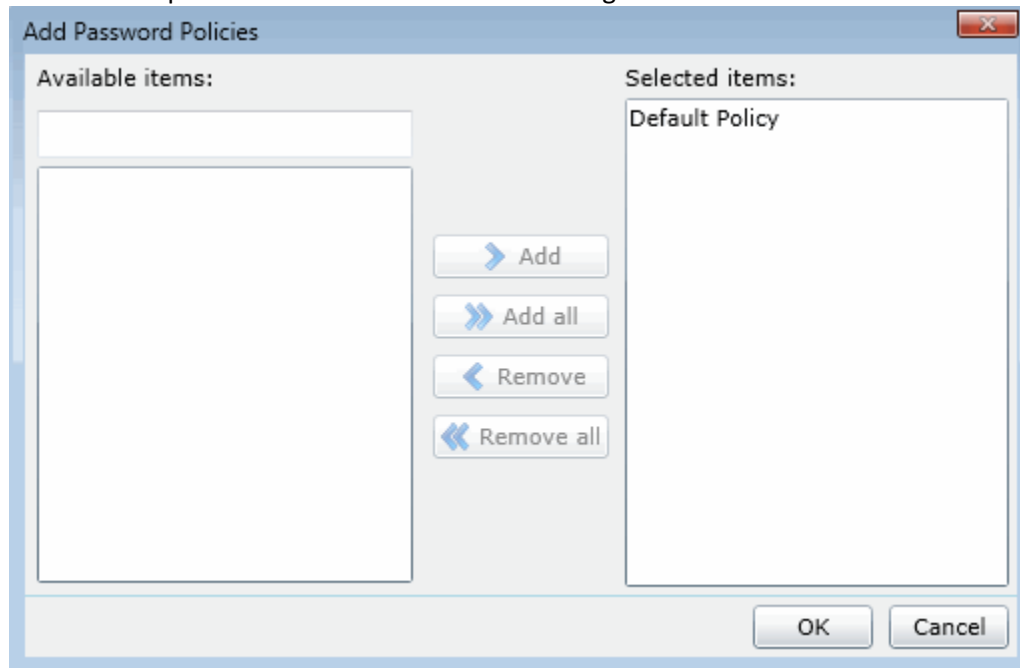 Add Password Policies
Available items:
Selected items:
Default Policy
Add
Add all
Remove
Remove all
OK
Cancel